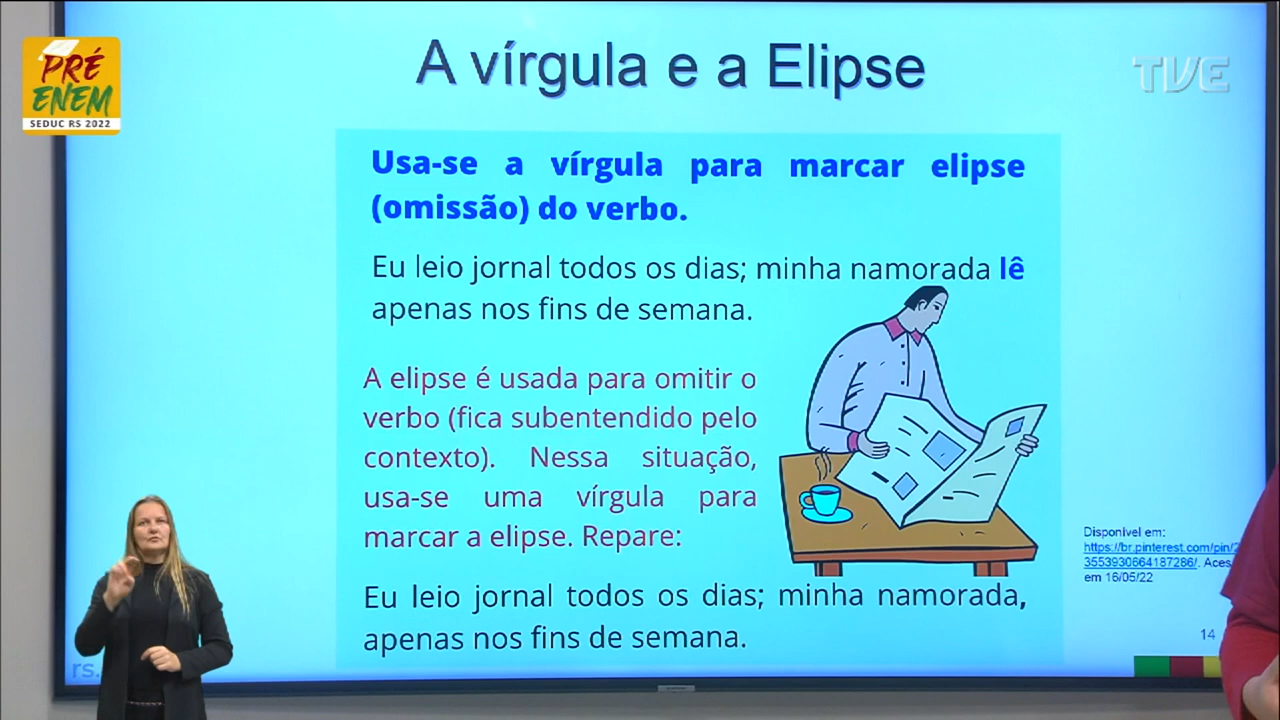 PRÉ
ENEM
SEDUC RS 2022
A vírgula e a Elipse
TVE
Usa-se a vírgula para marcar elipse
(omissão) do verbo.
Eu leio jornal todos os dias; minha namorada lê
apenas nos fins de semana.
A elipse é usada para omitir o
verbo (fica subentendido pelo
contexto). Nessa situação,
usa-se uma vírgula para
marcar a elipse. Repare:
Eu leio jornal todos os dias; minha namorada,
apenas nos fins de semana.
Disponível em:
https://br.pinterest.com/pin/2
3553930664187286/. Aces
em 16/05/22
14
rs.